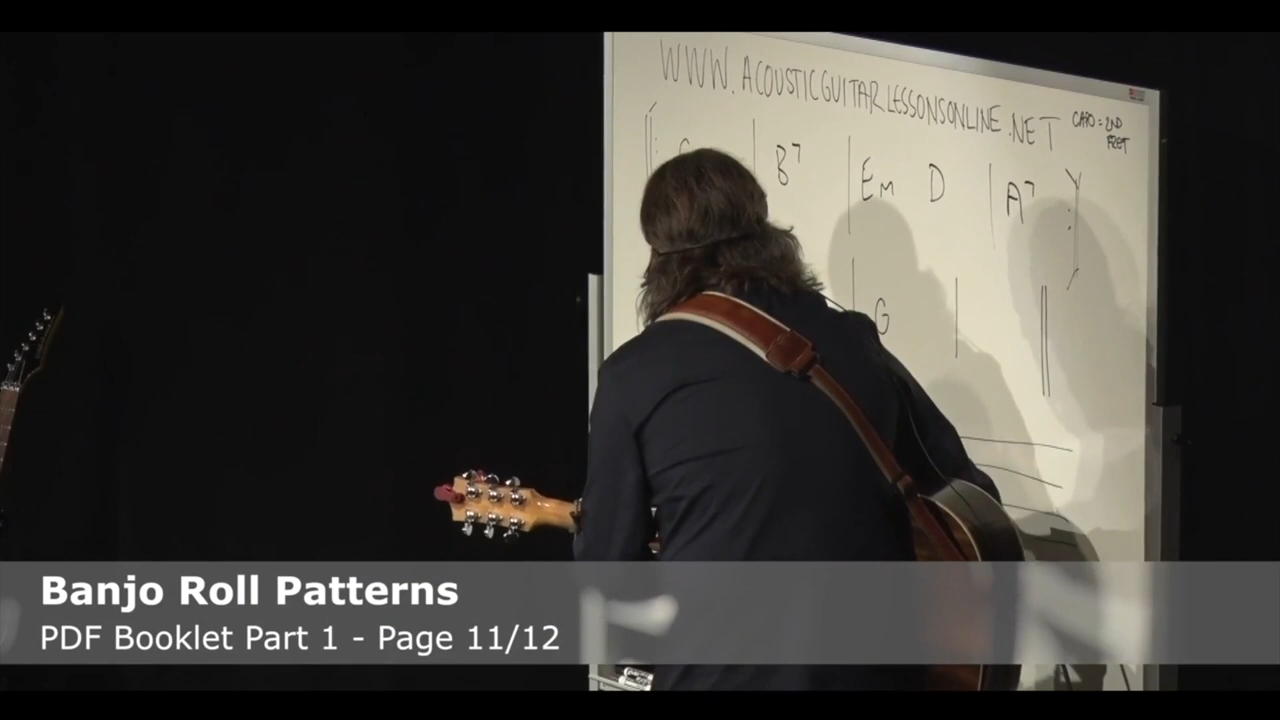 WWW.ACOUSTICGUITARLESSONSONLINE.NET
CAPO = 2ND
FRET
B7 Em D A7
G
Banjo Roll Patterns
PDF Booklet Part 1 - Page 11/12